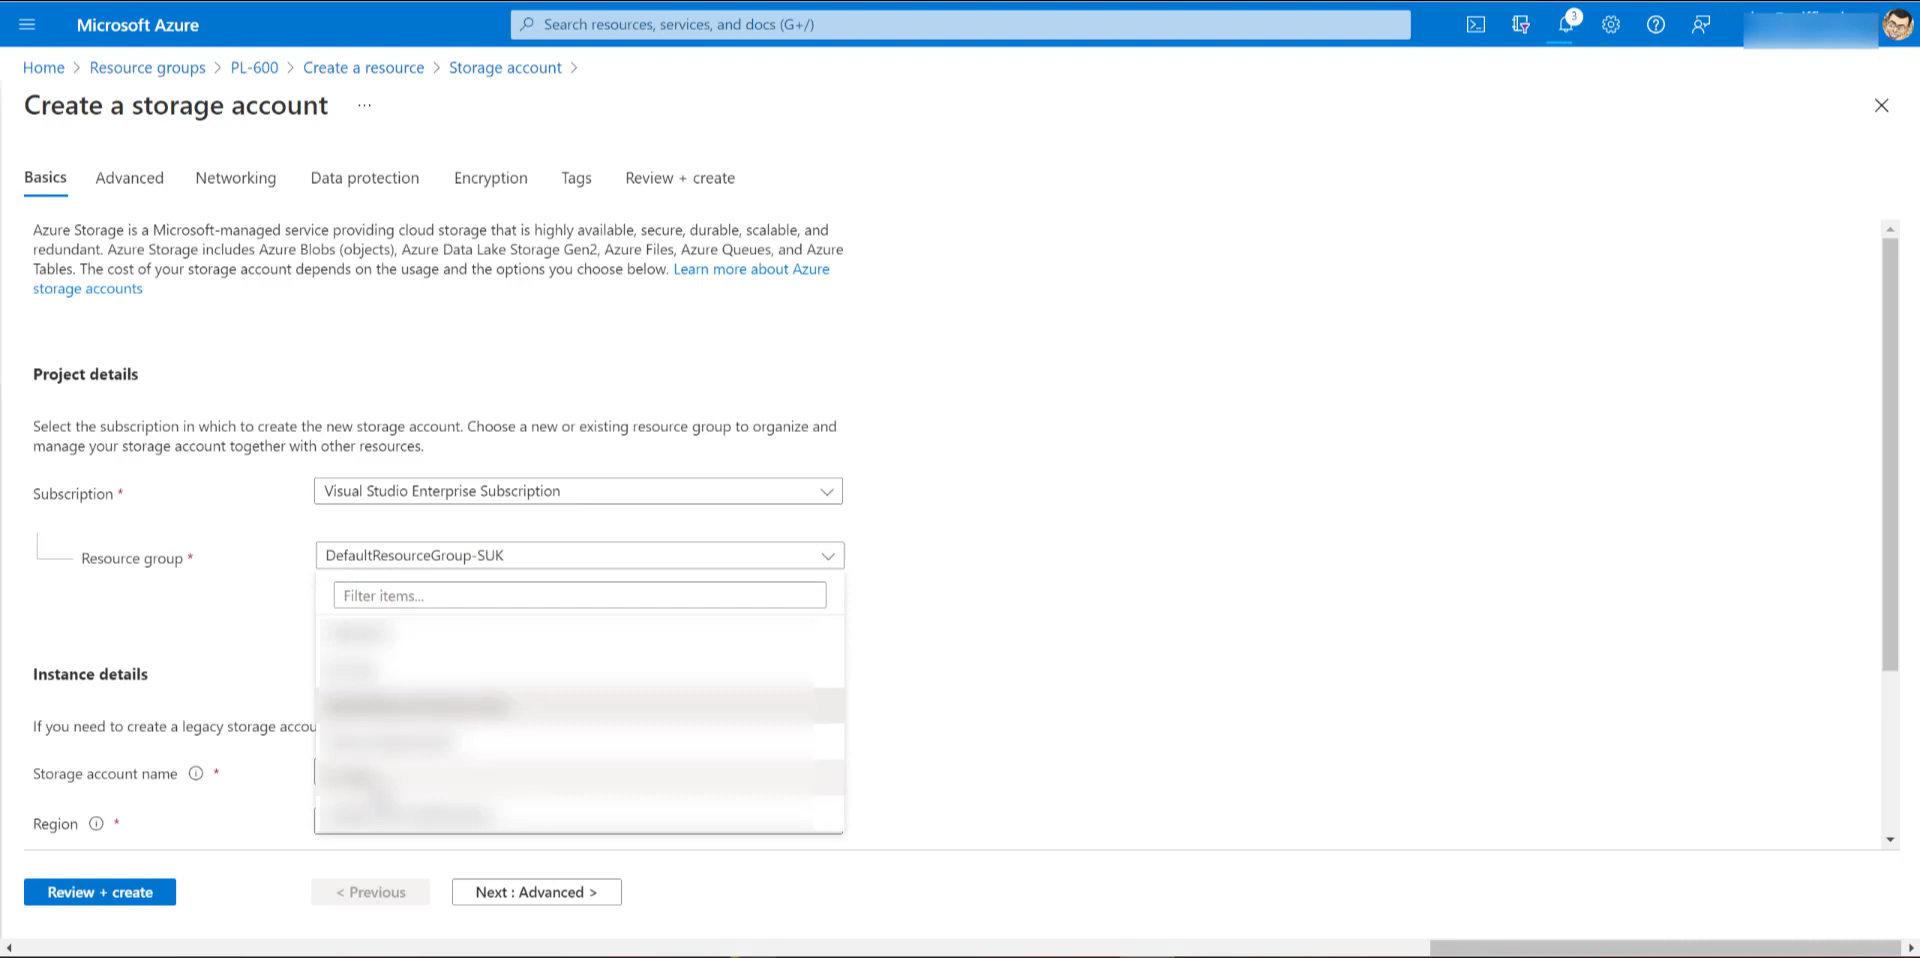 Microsoft Azure
Search resources, services, and docs (G+/)
3
Home > Resource groups > PL-600 > Create a resource > Storage account >
Create a storage account ...
Basics Advanced Networking Data protection Encryption Tags Review + create
Azure Storage is a Microsoft-managed service providing cloud storage that is highly available, secure, durable, scalable, and
redundant. Azure Storage includes Azure Blobs (objects), Azure Data Lake Storage Gen2, Azure Files, Azure Queues, and Azure
Tables. The cost of your storage account depends on the usage and the options you choose below. Learn more about Azure
storage accounts
Project details
Select the subscription in which to create the new storage account. Choose a new or existing resource group to organize and
manage your storage account together with other resources.
Subscription *
Visual Studio Enterprise Subscription
Resource group *
DefaultResourceGroup-SUK
Filter items...
Instance details
If you need to create a legacy storage accou
Storage account name *
Region *
Review + create
< Previous
Next : Advanced >